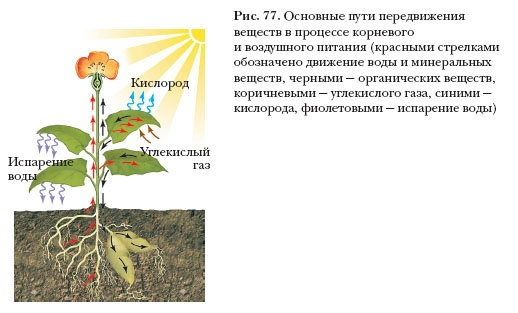 Рис. 77. Основные пути передвижения
веществ в процессе корневого
и воздушного питания (красными стрелками
обозначено движение воды и минеральных
веществ, черными — органических веществ,
коричневыми — углекислого газа, синими —
кислорода, фиолетовыми — испарение воды)
Кислород
Углекислый
газ
Испарение
воды